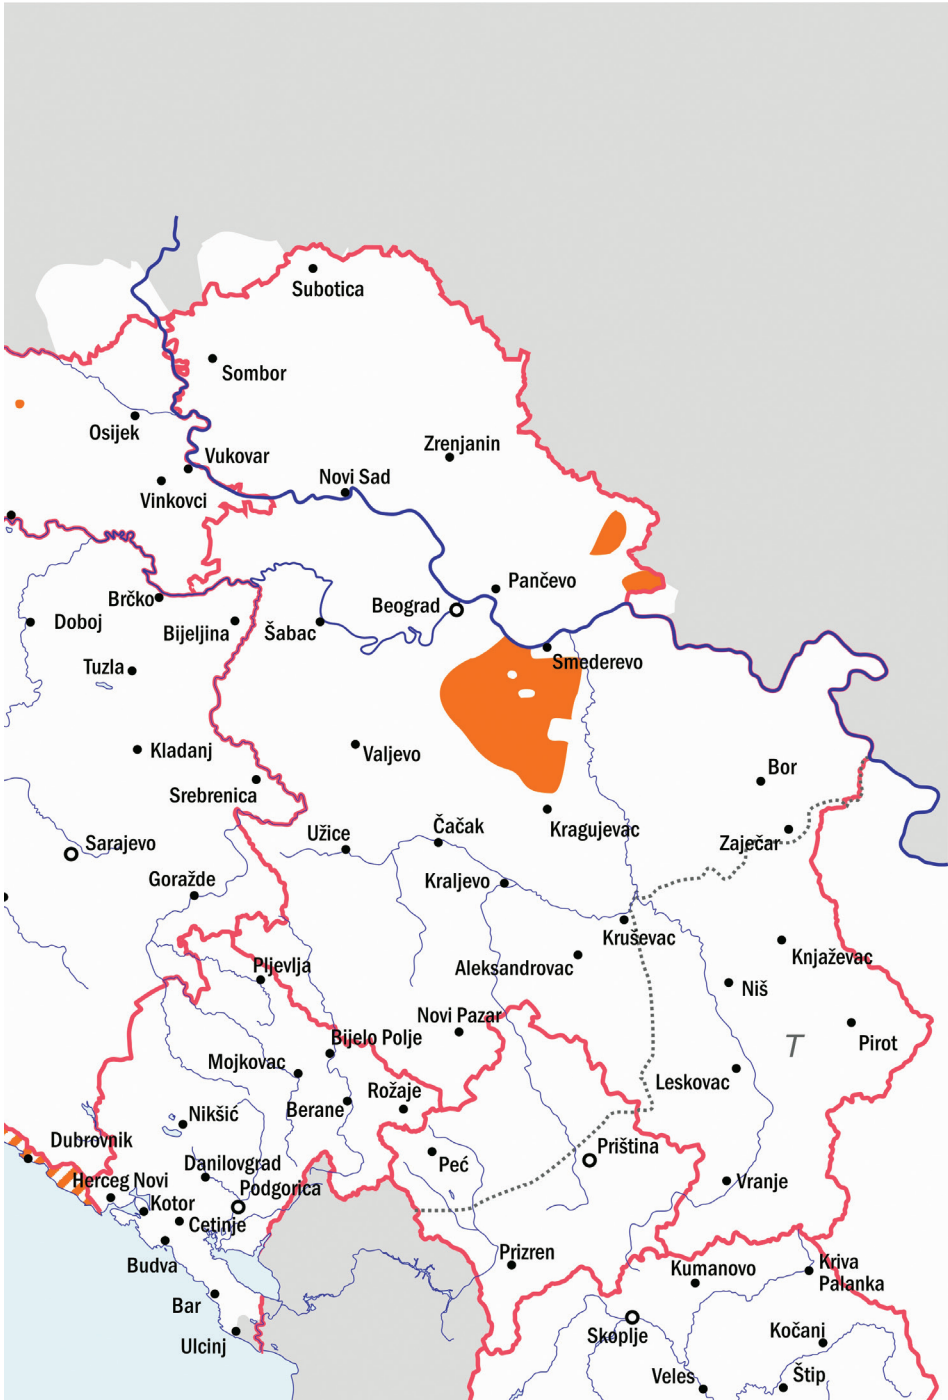 Subotica
Sombor
Osijek
Zrenjanin
Vukovar
Novi Sad
Vinkovci
Pančevo
Brčko
Beograd
Doboj
Bijeljina
Šabac
Smederevo
Tuzla
Kladanj
Valjevo
Bor
Srebrenica
Kragujevac
Užice
Čačak
Zaječar
Sarajevo
Goražde
Kraljevo
Kruševac
Knjaževac
Pljevlja
Aleksandrovac
Niš
Novi Pazar
Bijelo Polje
T
Pirot
Mojkovac
Leskovac
Rožaje
Berane
Nikšić
Dubrovnik
Priština
Danilovgrad
Peć
Herceg Novi
Podgorica
Vranje
Kotor
Cetinje
Budva
Prizren
Kumanovo
Kriva
Palanka
Bar
Skoplje
Kočani
Ulcinj
Veles
Štip